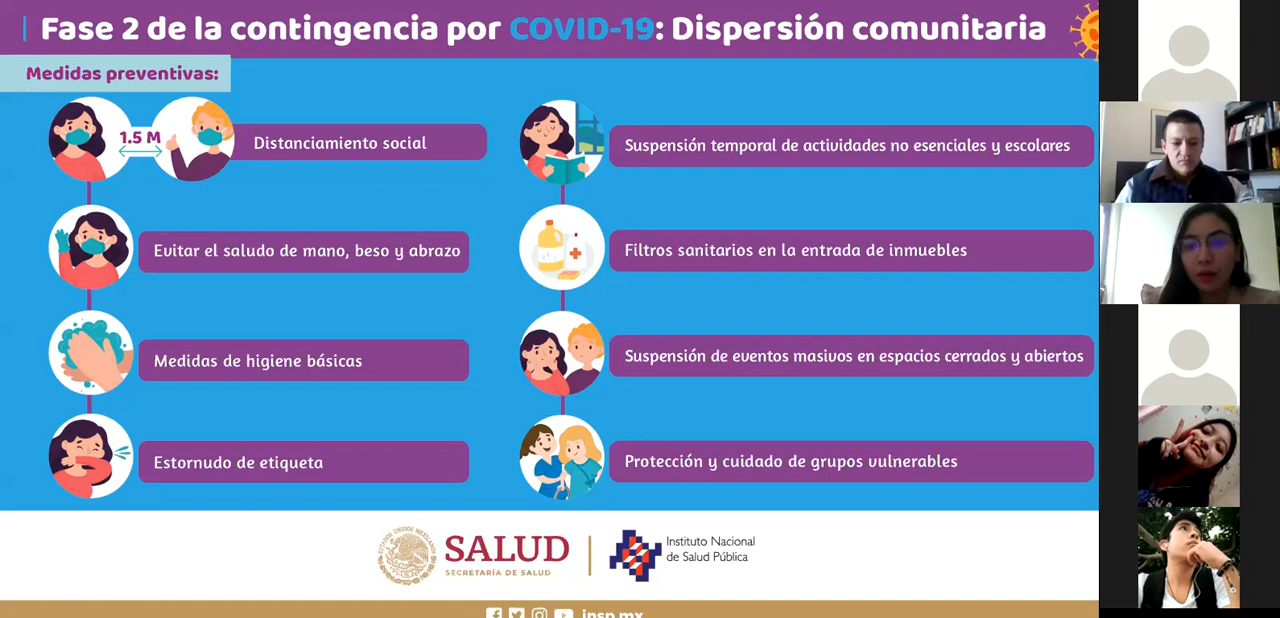 Fase 2 de la contingencia por COVID-19: Dispersión comunitaria
Medidas preventivas:
1.5 M
Distanciamiento social
Evitar el saludo de mano, beso y abrazo
Medidas de higiene básicas
Estornudo de etiqueta
Suspensión temporal de actividades no esenciales y escolares
Filtros sanitarios en la entrada de inmuebles
Suspensión de eventos masivos en espacios cerrados y abiertos
Protección y cuidado de grupos vulnerables
ESTADOS UNIDOS MEXICANOS
SALUD
SECRETARÍA DE SALUD
Instituto Nacional
de Salud Pública
insp.mx